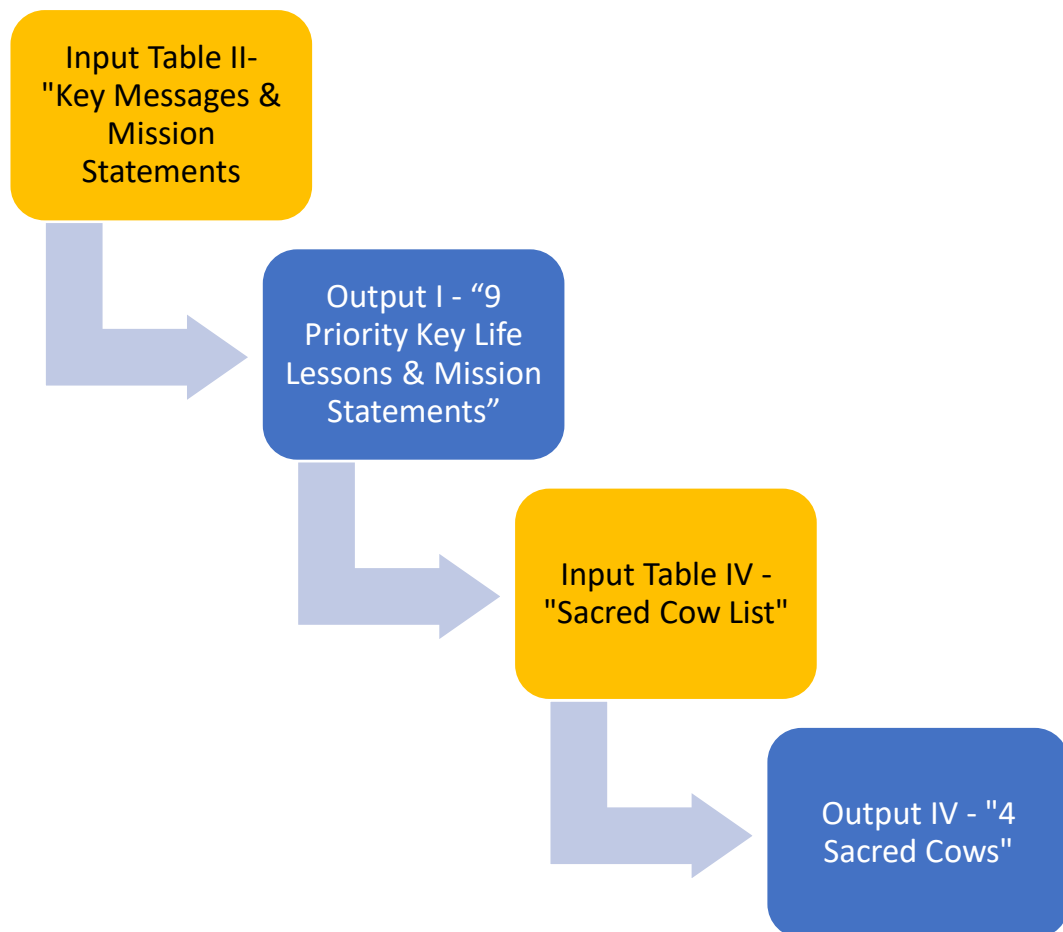 Input Table II-
"Key Messages &
Mission
Statements
Output I - “9
Priority Key Life
Lessons & Mission
Statements”
Input Table IV -
"Sacred Cow List"
Output IV - "4
Sacred Cows"